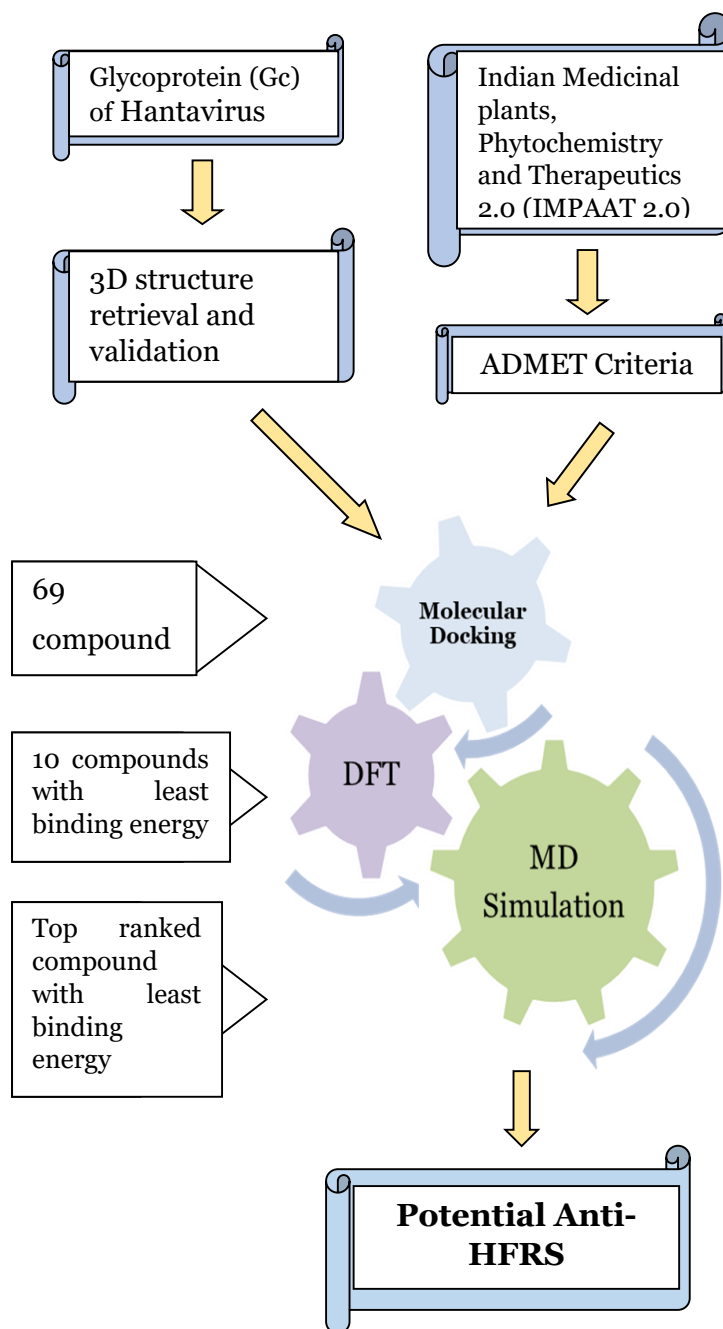 Glycoprotein (Gc)
of Hantavirus
Indian Medicinal
plants,
Phytochemistry
and Therapeutics
2.0 (IMPAAT 2.0)
3D structure
retrieval and
validation
ADMET Criteria
69
compound
Molecular
Docking
10 compounds
with least
binding energy
DFT
MD
Simulation
Top ranked
compound
with least
binding
energy
Potential Anti-
HFRS